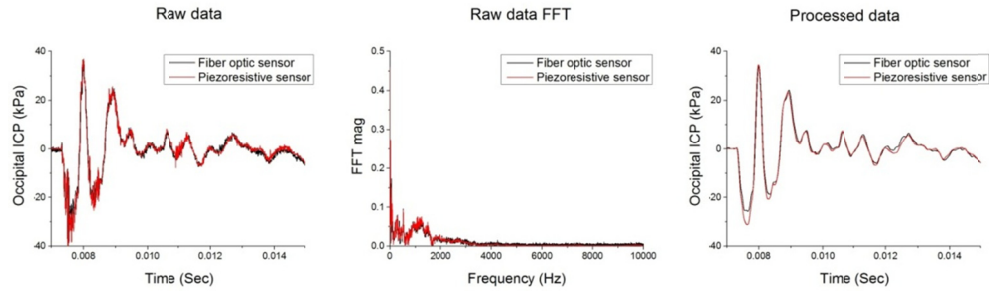 Raw data
Raw data FFT
Processed data
Fiber optic sensor
Piezoresistive sensor
40
20
0
-20
-40
Occipital ICP (kPa)
0.008
0.010
0.012
0.014
Time (Sec)
Fiber optic sensor
Piezoresistive sensor
0.5
0.4
0.3
0.2
0.1
0.0
FFT mag
0
2000
4000
6000
8000
10000
Frequency (Hz)
Fiber optic sensor
Piezoresistive sensor
40
20
0
-20
-40
Occipital ICP (kPa)
0.008
0.010
0.012
0.014
Time (Sec)